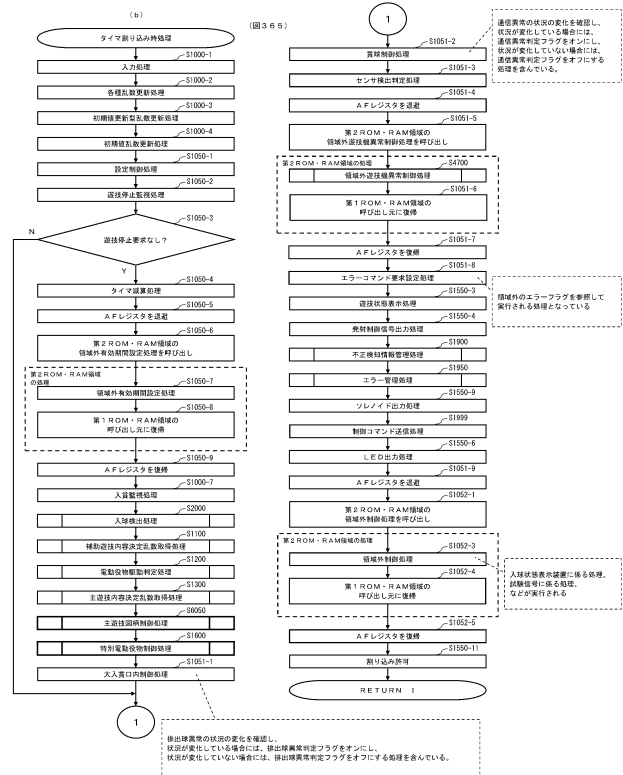 （ｂ）
タイマ割り込み時処理
S1000-1
入力処理
S1000-2
各種乱数更新処理
S1000-3
初期値更新型乱数更新処理
S1000-4
初期値乱数更新処理
S1050-1
設定制御処理
S1050-2
遊技停止監視処理
S1050-3
遊技停止要求なし？
N
Y
S1050-4
タイマ減算処理
S1050-5
ＡＦレジスタを退避
S1050-6
第２ＲＯＭ・ＲＡＭ領域の
領域外有効期間設定処理を呼び出し
第２ＲＯＭ・ＲＡＭ領域
の処理
S1050-7
領域外有効期間設定処理
S1050-8
第１ＲＯＭ・ＲＡＭ領域の
呼び出し元に復帰
S1050-9
ＡＦレジスタを復帰
S1000-7
入賞監視処理
S2000
入球検出処理
S1100
補助遊技内容決定乱数取得処理
S1200
電動役物駆動判定処理
S1300
主遊技内容決定乱数取得処理
S6050
主遊技図柄制御処理
S1600
特別電動役物制御処理
S1051-1
大入賞口内制御処理
1
排出球異常の状況の変化を確認し、
状況が変化している場合には、排出球異常判定フラグをオンにし、
状況が変化していない場合には、排出球異常判定フラグをオフにする処理を含んでいる。
（図３６５）
1
S1051-2
賞球制御処理
通信異常の状況の変化を確認し、
状況が変化している場合には、
通信異常判定フラグをオンにし、
状況が変化していない場合には、
通信異常判定フラグをオフにする
処理を含んでいる。
S1051-3
センサ検出判定処理
S1051-4
ＡＦレジスタを退避
S1051-5
第２ＲＯＭ・ＲＡＭ領域の
領域外遊技機異常制御処理を呼び出し
第２ＲＯＭ・ＲＡＭ領域の処理
S4700
領域外遊技機異常制御処理
S1051-6
第１ＲＯＭ・ＲＡＭ領域の
呼び出し元に復帰
S1051-7
ＡＦレジスタを復帰
S1051-8
エラーコマンド要求設定処理
領域外のエラーフラグを参照して
実行される処理となっている
S1550-3
遊技状態表示処理
S1550-4
発射制御信号出力処理
S1900
不正検知情報管理処理
S1950
エラー管理処理
S1550-9
ソレノイド出力処理
S1999
制御コマンド送信処理
S1550-6
ＬＥＤ出力処理
S1051-9
ＡＦレジスタを退避
S1052-1
第２ＲＯＭ・ＲＡＭ領域の
領域外制御処理を呼び出し
第２ＲＯＭ・ＲＡＭ領域の処理
S1052-3
領域外制御処理
S1052-4
第１ＲＯＭ・ＲＡＭ領域の
呼び出し元に復帰
入球状態表示装置に係る処理、
試験信号に係る処理、
などが実行される
S1052-5
ＡＦレジスタを復帰
S1550-11
割り込み許可
ＲＥＴＵＲＮ　Ｉ